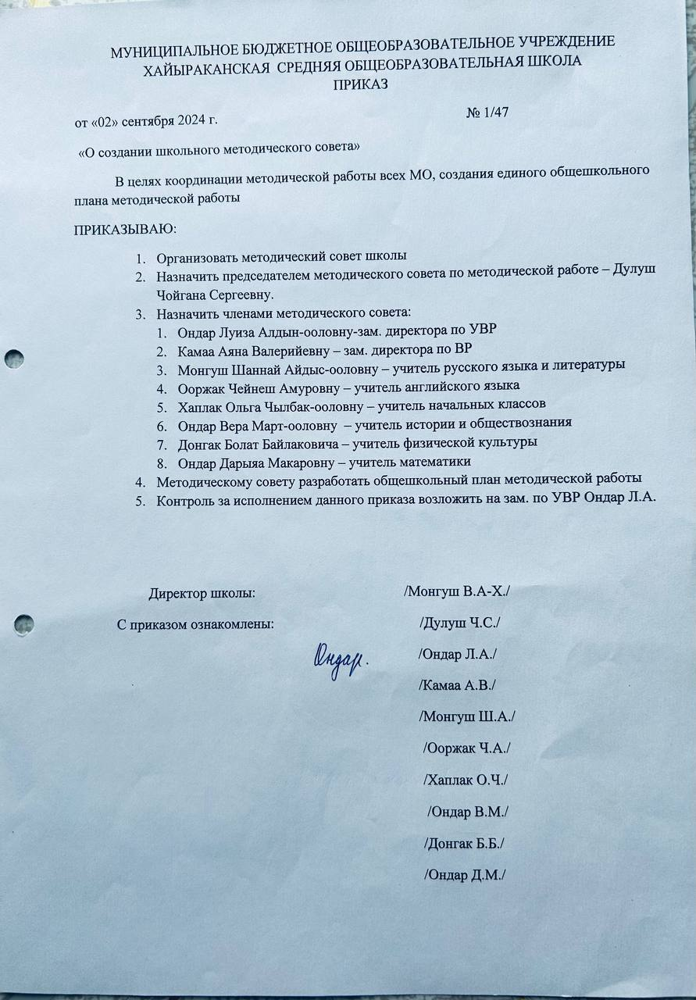 МУНИЦИПАЛЬНОЕ БЮДЖЕТНОЕ ОБЩЕОБРАЗОВАТЕЛЬНОЕ УЧРЕЖДЕНИЕ
ХАЙЫРАКАНСКАЯ СРЕДНЯЯ ОБЩЕОБРАЗОВАТЕЛЬНАЯ ШКОЛА
ПРИКАЗ
от «02» сентября 2024 г. № 1/47
«О создании школьного методического совета»
В целях координации методической работы всех МО, создания единого общешкольного
плана методической работы
ПРИКАЗЫВАЮ:
1. Организовать методический совет школы
2. Назначить председателем методического совета по методической работе – Дулуш
Чойгана Сергеевну.
3. Назначить членами методического совета:
1. Ондар Луиза Алдын-ооловну-зам. директора по УВР
2. Камаа Аяна Валерийевну – зам. директора по ВР
3. Монгуш Шаннай Айдыс-ооловну – учитель русского языка и литературы
4. Ооржак Чейнеш Амуровну – учитель английского языка
5. Хаплак Ольга Чылбак-ооловну – учитель начальных классов
6. Ондар Вера Март-ооловну – учитель истории и обществознания
7. Донгак Болат Байлаковича – учитель физической культуры
8. Ондар Дарыяа Макаровну – учитель математики
4. Методическому совету разработать общешкольный план методической работы
5. Контроль за исполнением данного приказа возложить на зам. по УВР Ондар Л.А.
Директор школы: /Монгуш В.А-Х./
С приказом ознакомлены: /Дулуш Ч.С./
Ондар. /Ондар Л.А./
/Камаа А.В./
/Монгуш Ш.А./
/Ооржак Ч.А./
/Хаплак О.Ч./
/Ондар В.М./
/Донгак Б.Б./
/Ондар Д.М./